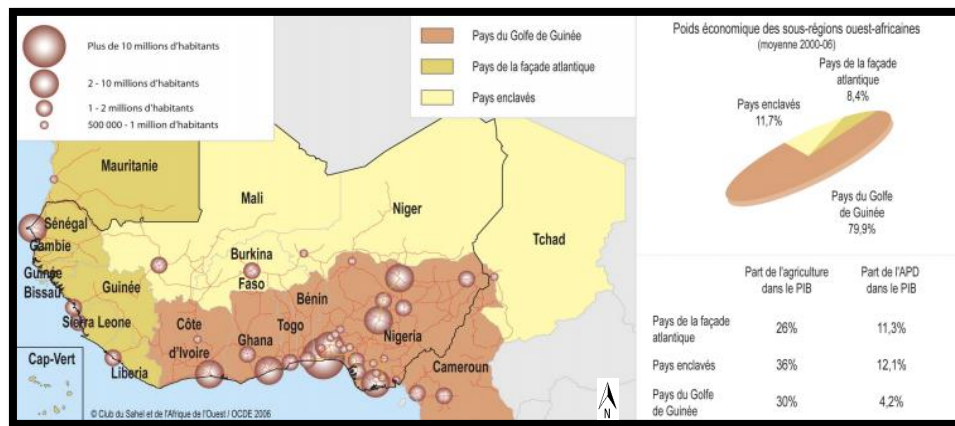 Plus de 10 millions d'habitants
2 - 10 millions d'habitants
1 - 2 millions d'habitants
500 000 - 1 million d'habitants
Pays du Golfe de Guinée
Pays de la façade atlantique
Pays enclavés
Mauritanie
Mali
Niger
Tchad
Sénégal
Gambie
Guinée
Bissau
Guinée
Burkina
Faso
Bénin
Sierra Leone
Côte
d'Ivoire
Ghana
Togo
Nigeria
Liberia
Cameroun
Cap-Vert
© Club du Sahel et de l'Afrique de l'Ouest / OCDE 2006
N
Poids économique des sous-régions ouest-africaines
(moyenne 2000-06)
Pays de la façade
atlantique
8,4%
Pays enclavés
11,7%
Pays du Golfe
de Guinée
79,9%
Part de l'agriculture
dans le PIB
Part de l'APD
dans le PIB
Pays de la façade
atlantique
26%
11,3%
Pays enclavés
36%
12,1%
Pays du Golfe
de Guinée
30%
4,2%